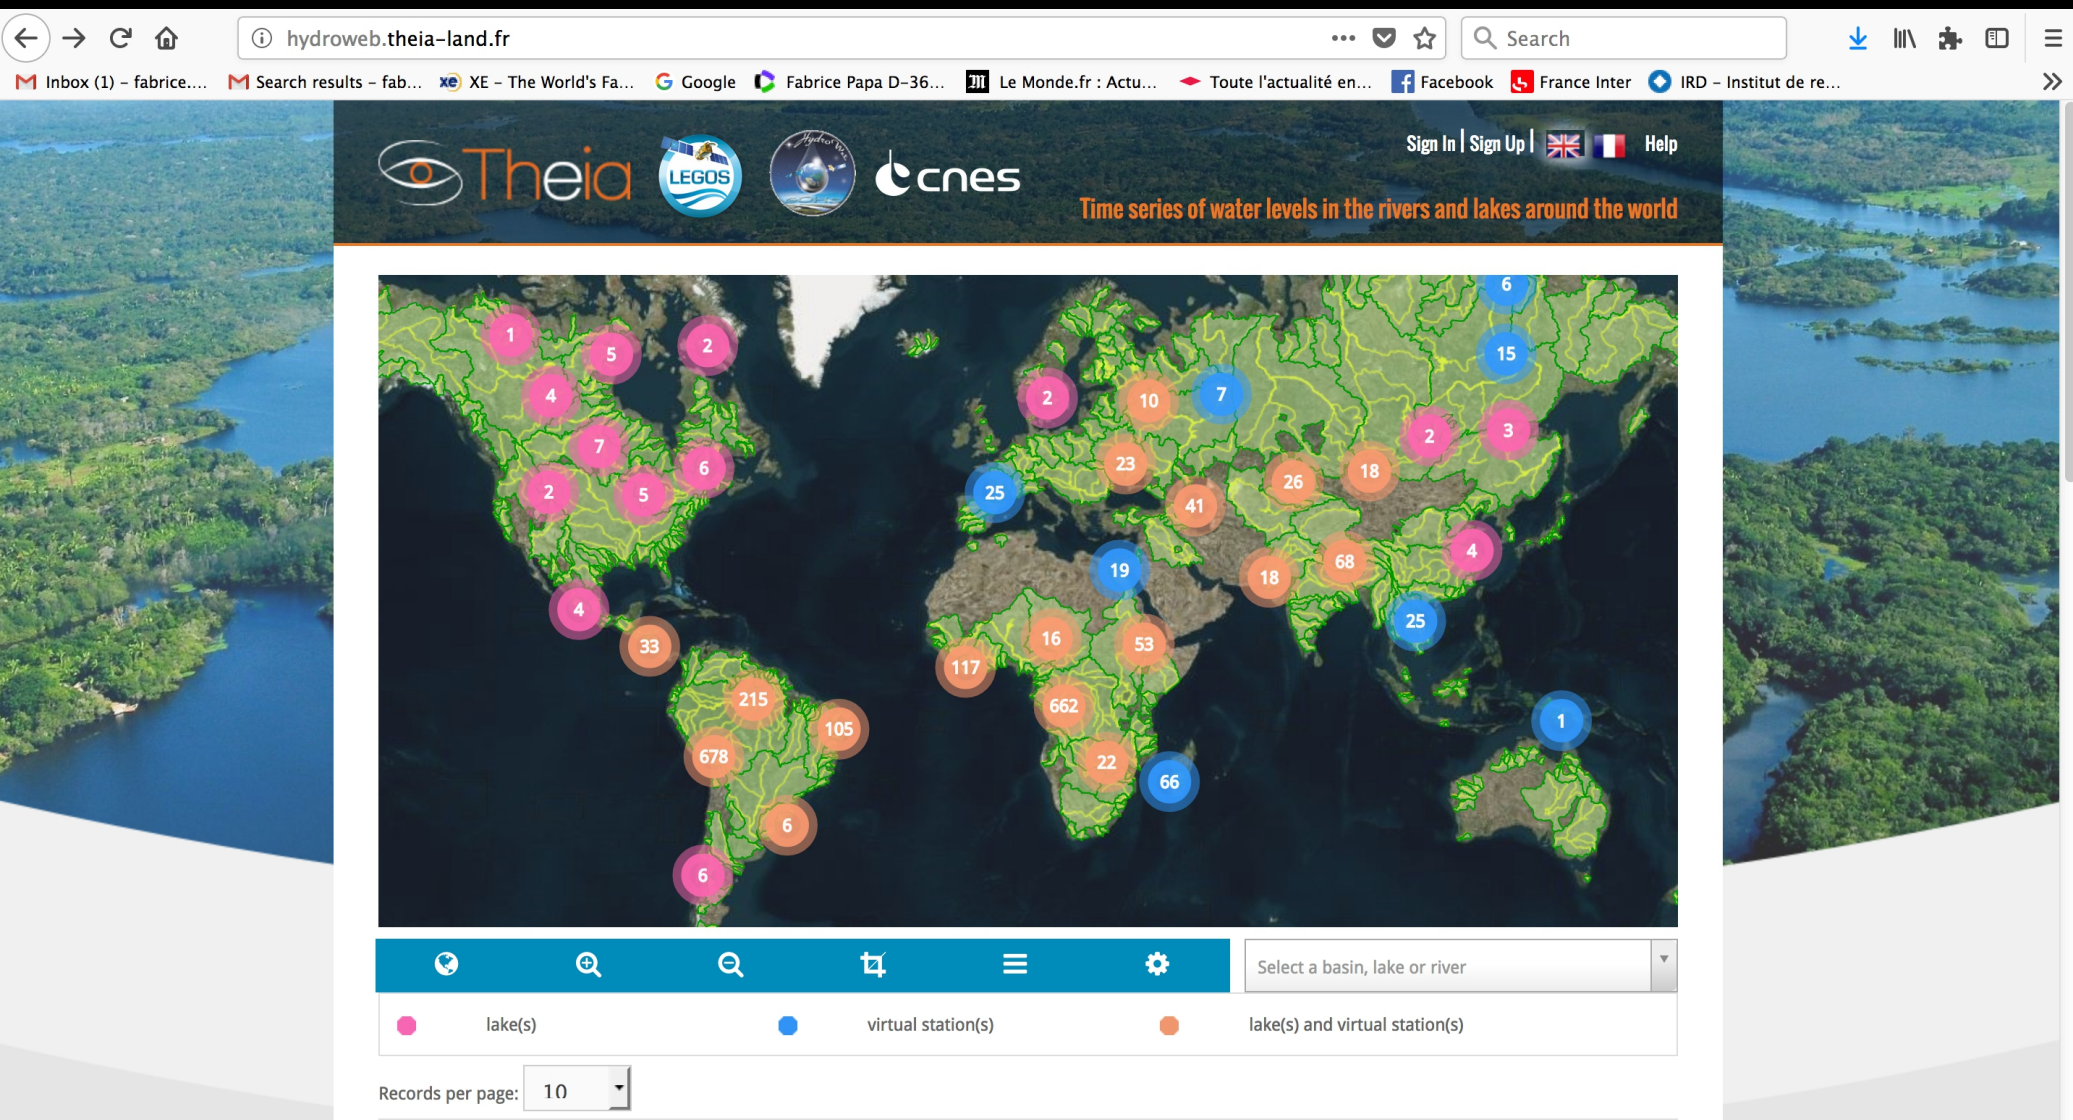 hydroweb.theia-land.fr
Search
Inbox (1) – fabrice....
Search results – fab...
XE – The World's Fa...
Google
Fabrice Papa D–36...
Le Monde.fr : Actu...
Toute l'actualité en...
Facebook
France Inter
IRD – Institut de re...
Theia
LEGOS
HydroWeb
cnes
Sign In | Sign Up |
Help
Time series of water levels in the rivers and lakes around the world
6
1
5
2
15
4
2
10
7
7
2
3
6
23
18
2
5
25
26
41
4
19
18
68
4
25
33
16
53
117
215
662
105
1
678
22
66
6
6
Select a basin, lake or river
lake(s)
virtual station(s)
lake(s) and virtual station(s)
Records per page:
10